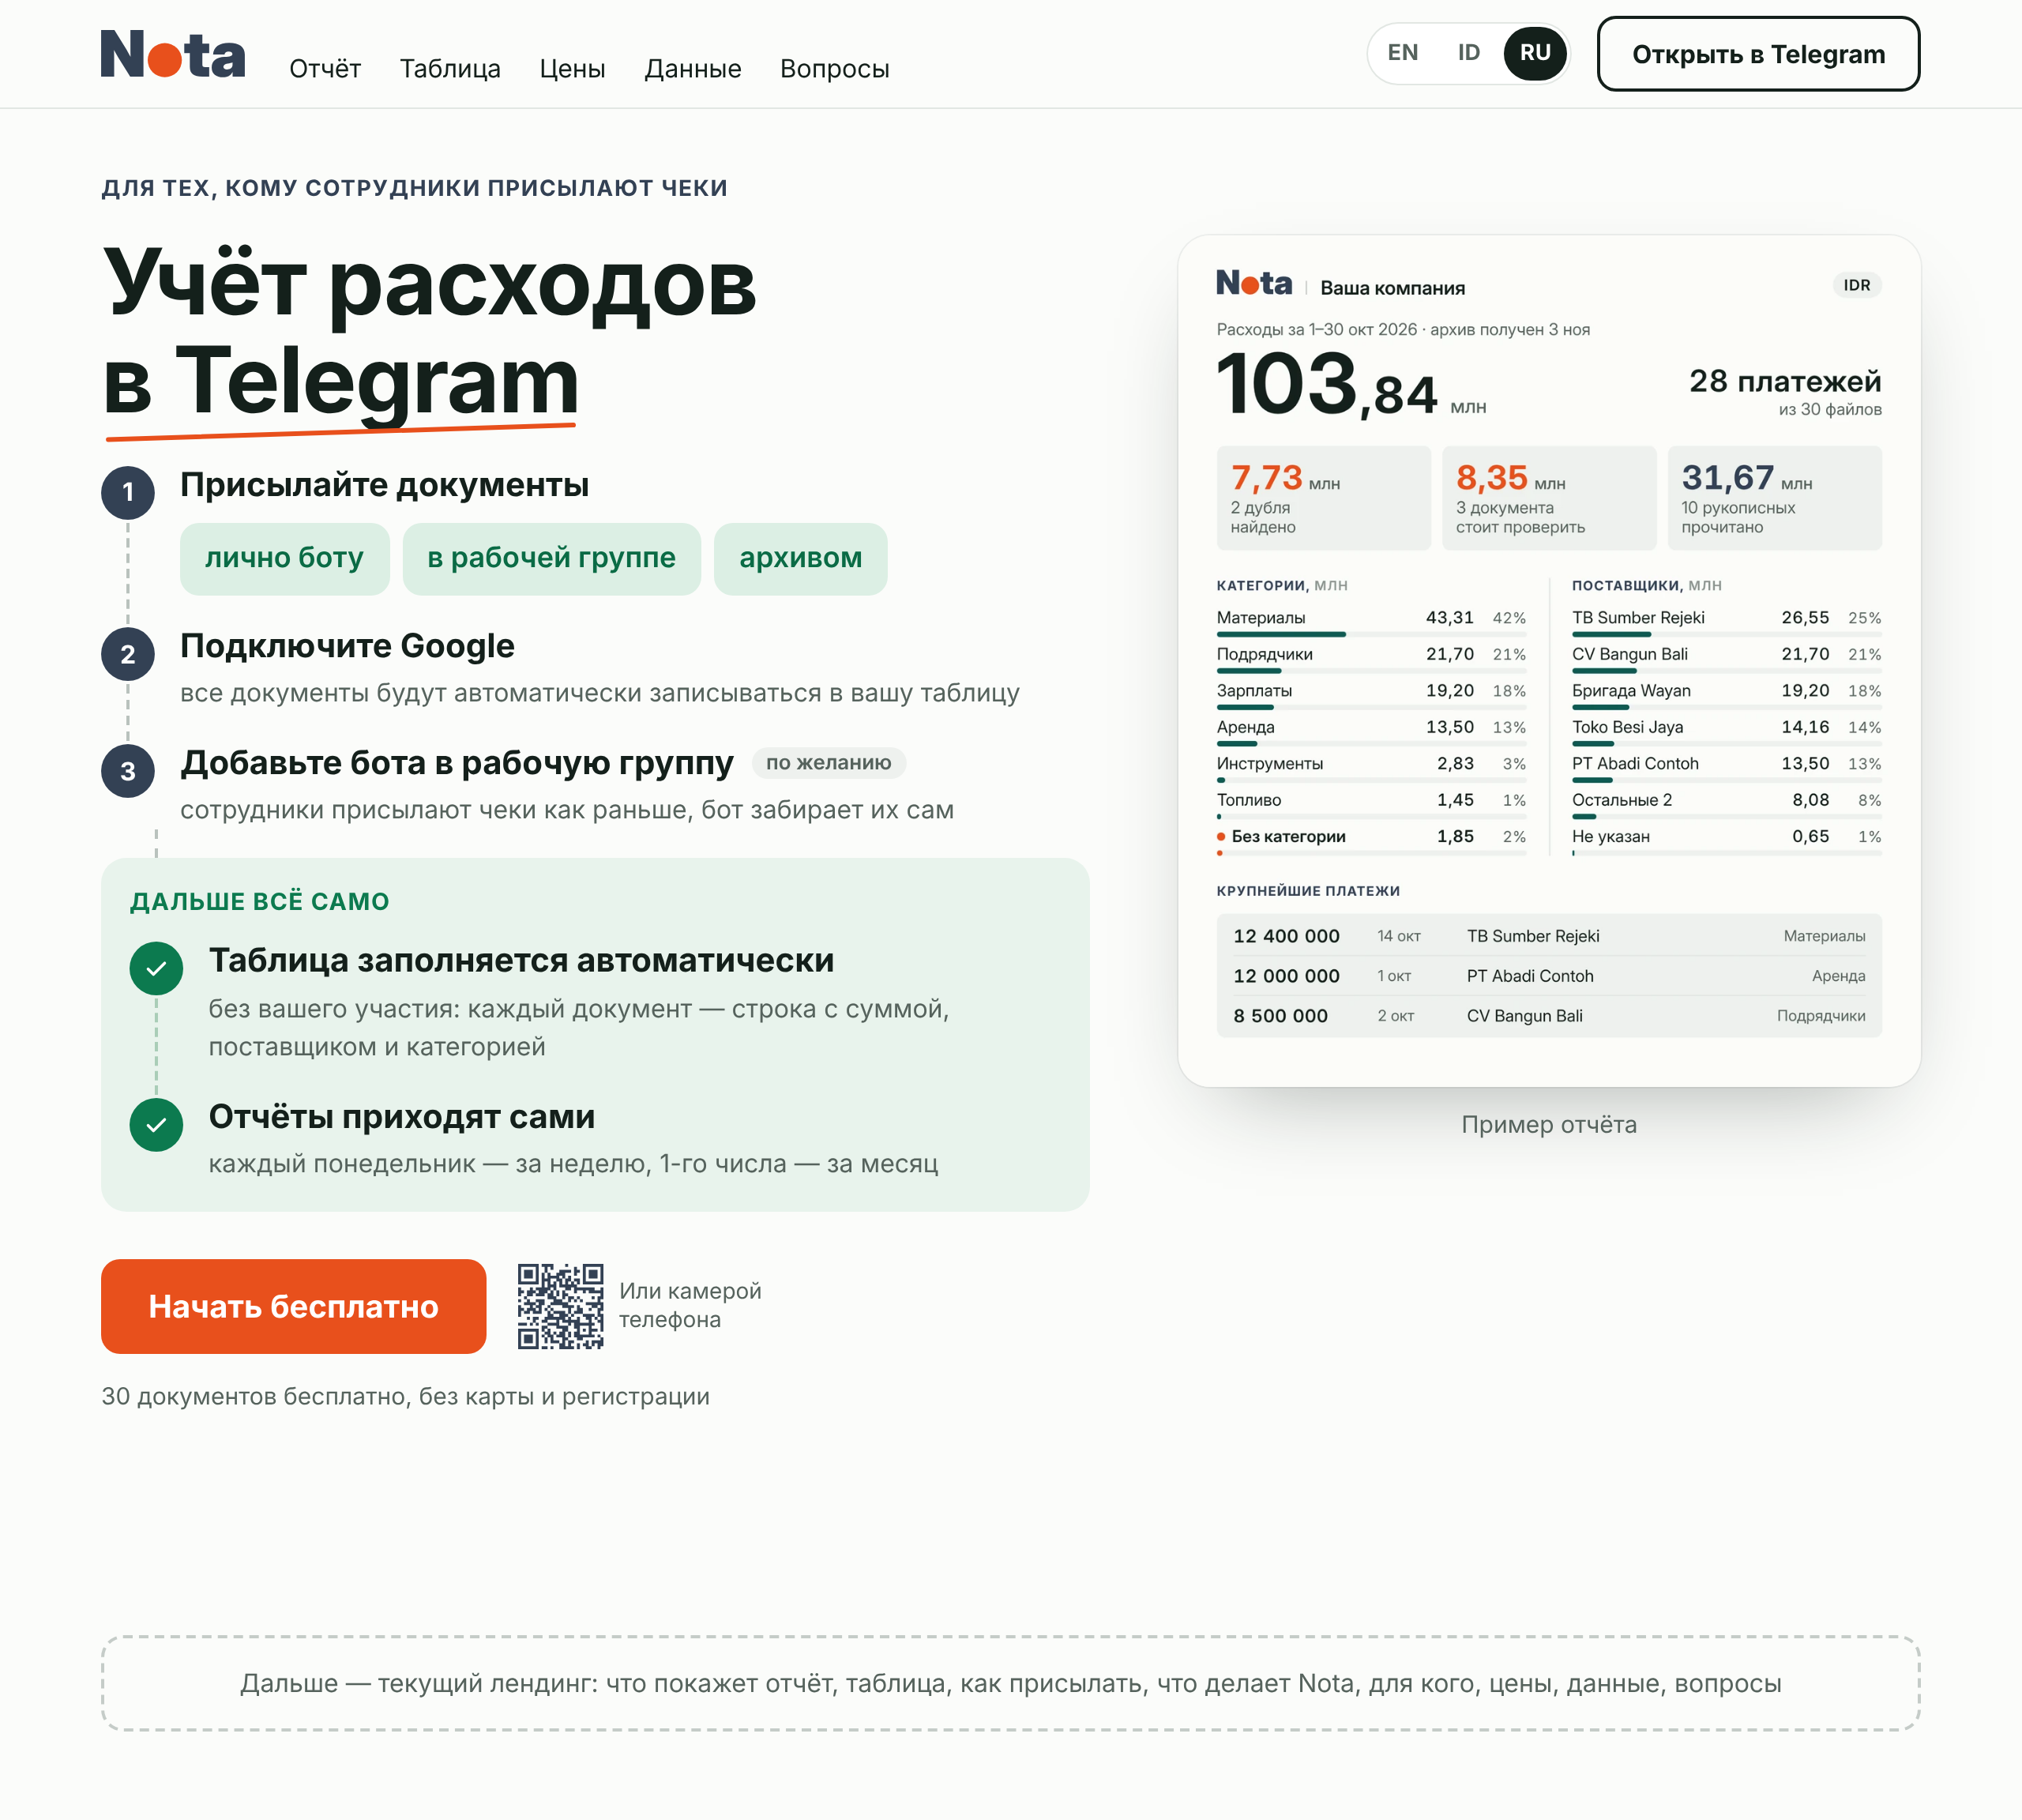 Nota
Отчёт Таблица Цены Данные Вопросы
EN ID RU
Открыть в Telegram
ДЛЯ ТЕХ, КОМУ СОТРУДНИКИ ПРИСЫЛАЮТ ЧЕКИ
Учёт расходов
в Telegram
1 Присылайте документы
лично боту в рабочей группе архивом
2 Подключите Google
все документы будут автоматически записываться в вашу таблицу
3 Добавьте бота в рабочую группу по желанию
сотрудники присылают чеки как раньше, бот забирает их сам
ДАЛЬШЕ ВСЁ САМО
Таблица заполняется автоматически
без вашего участия: каждый документ — строка с суммой,
поставщиком и категорией
Отчёты приходят сами
каждый понедельник — за неделю, 1-го числа — за месяц
Начать бесплатно
Или камерой
телефона
30 документов бесплатно, без карты и регистрации
Nota | Ваша компания IDR
Расходы за 1–30 окт 2026 · архив получен 3 ноя
103,84 млн
28 платежей
из 30 файлов
7,73 млн
2 дубля
найдено
8,35 млн
3 документа
стоит проверить
31,67 млн
10 рукописных
прочитано
КАТЕГОРИИ, МЛН
Материалы 43,31 42%
Подрядчики 21,70 21%
Зарплаты 19,20 18%
Аренда 13,50 13%
Инструменты 2,83 3%
Топливо 1,45 1%
Без категории 1,85 2%
ПОСТАВЩИКИ, МЛН
TB Sumber Rejeki 26,55 25%
CV Bangun Bali 21,70 21%
Бригада Wayan 19,20 18%
Toko Besi Jaya 14,16 14%
PT Abadi Contoh 13,50 13%
Остальные 2 8,08 8%
Не указан 0,65 1%
КРУПНЕЙШИЕ ПЛАТЕЖИ
12 400 000 14 окт TB Sumber Rejeki Материалы
12 000 000 1 окт PT Abadi Contoh Аренда
8 500 000 2 окт CV Bangun Bali Подрядчики
Пример отчёта
Дальше — текущий лендинг: что покажет отчёт, таблица, как присылать, что делает Nota, для кого, цены, данные, вопросы